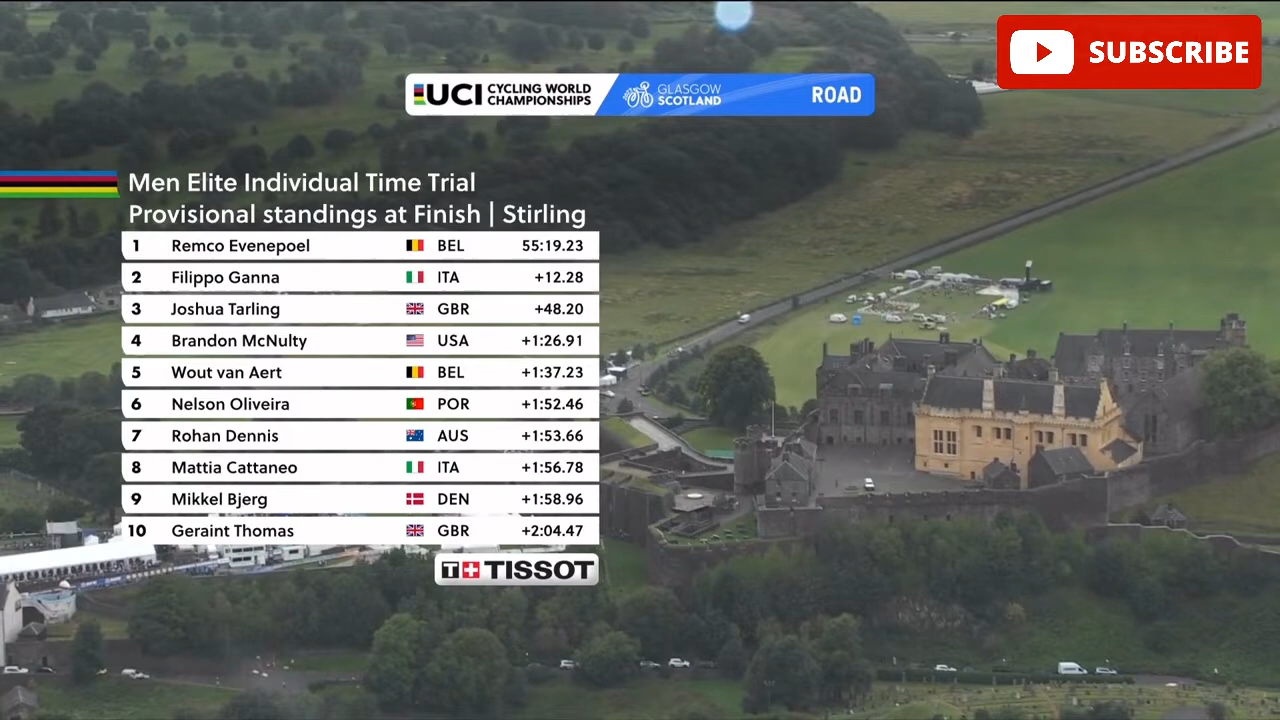 SUBSCRIBE
UCI CYCLING WORLD CHAMPIONSHIPS GLASGOW SCOTLAND ROAD
Men Elite Individual Time Trial
Provisional standings at Finish | Stirling
1 Remco Evenepoel BEL 55:19.23
2 Filippo Ganna ITA +12.28
3 Joshua Tarling GBR +48.20
4 Brandon McNulty USA +1:26.91
5 Wout van Aert BEL +1:37.23
6 Nelson Oliveira POR +1:52.46
7 Rohan Dennis AUS +1:53.66
8 Mattia Cattaneo ITA +1:56.78
9 Mikkel Bjerg DEN +1:58.96
10 Geraint Thomas GBR +2:04.47
T+TISSOT